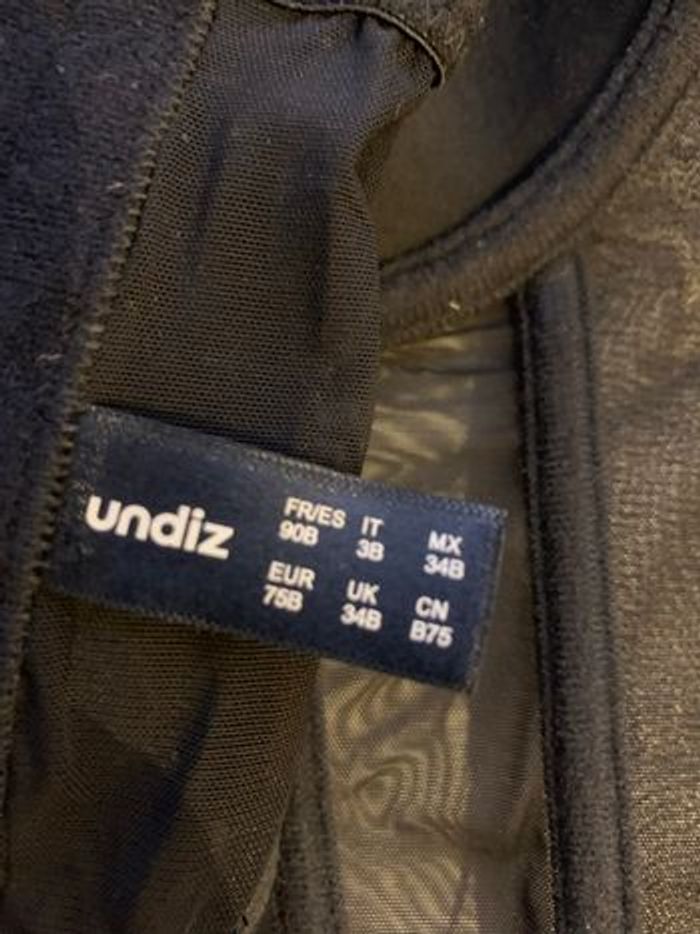 undiz
FR/ES IT MX
90B 3B 34B
EUR UK CN
75B 34B B75